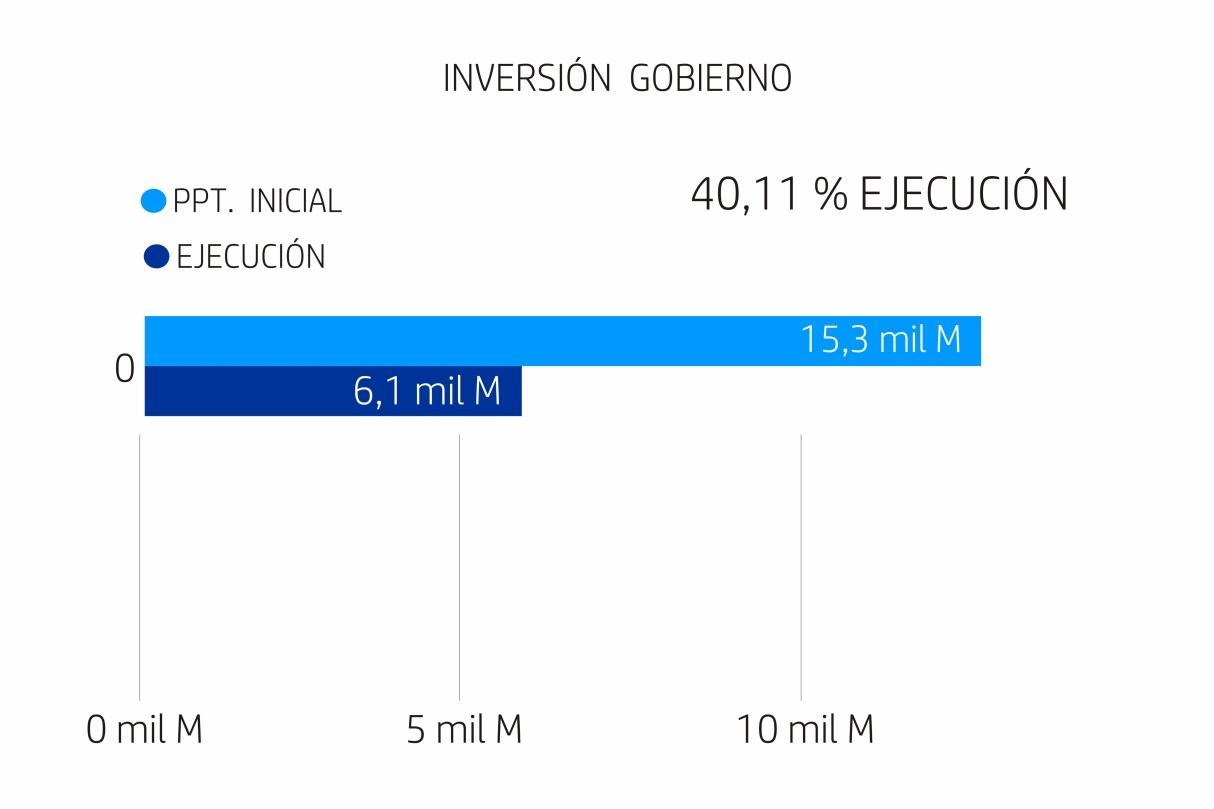 INVERSIÓN GOBIERNO
PPT. INICIAL
40,11 % EJECUCIÓN
EJECUCIÓN
15,3 mil M
0
6,1 mil M
0 mil M
5 mil M
10 mil M